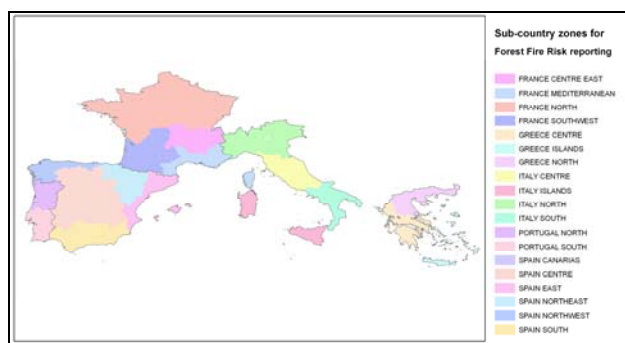 Sub-country zones for
Forest Fire Risk reporting
FRANCE CENTRE EAST
FRANCE MEDITERRANEAN
FRANCE NORTH
FRANCE SOUTHWEST
GREECE CENTRE
GREECE ISLANDS
GREECE NORTH
ITALY CENTRE
ITALY ISLANDS
ITALY NORTH
ITALY SOUTH
PORTUGAL NORTH
PORTUGAL SOUTH
SPAIN CANARIAS
SPAIN CENTRE
SPAIN EAST
SPAIN NORTHEAST
SPAIN NORTHWEST
SPAIN SOUTH